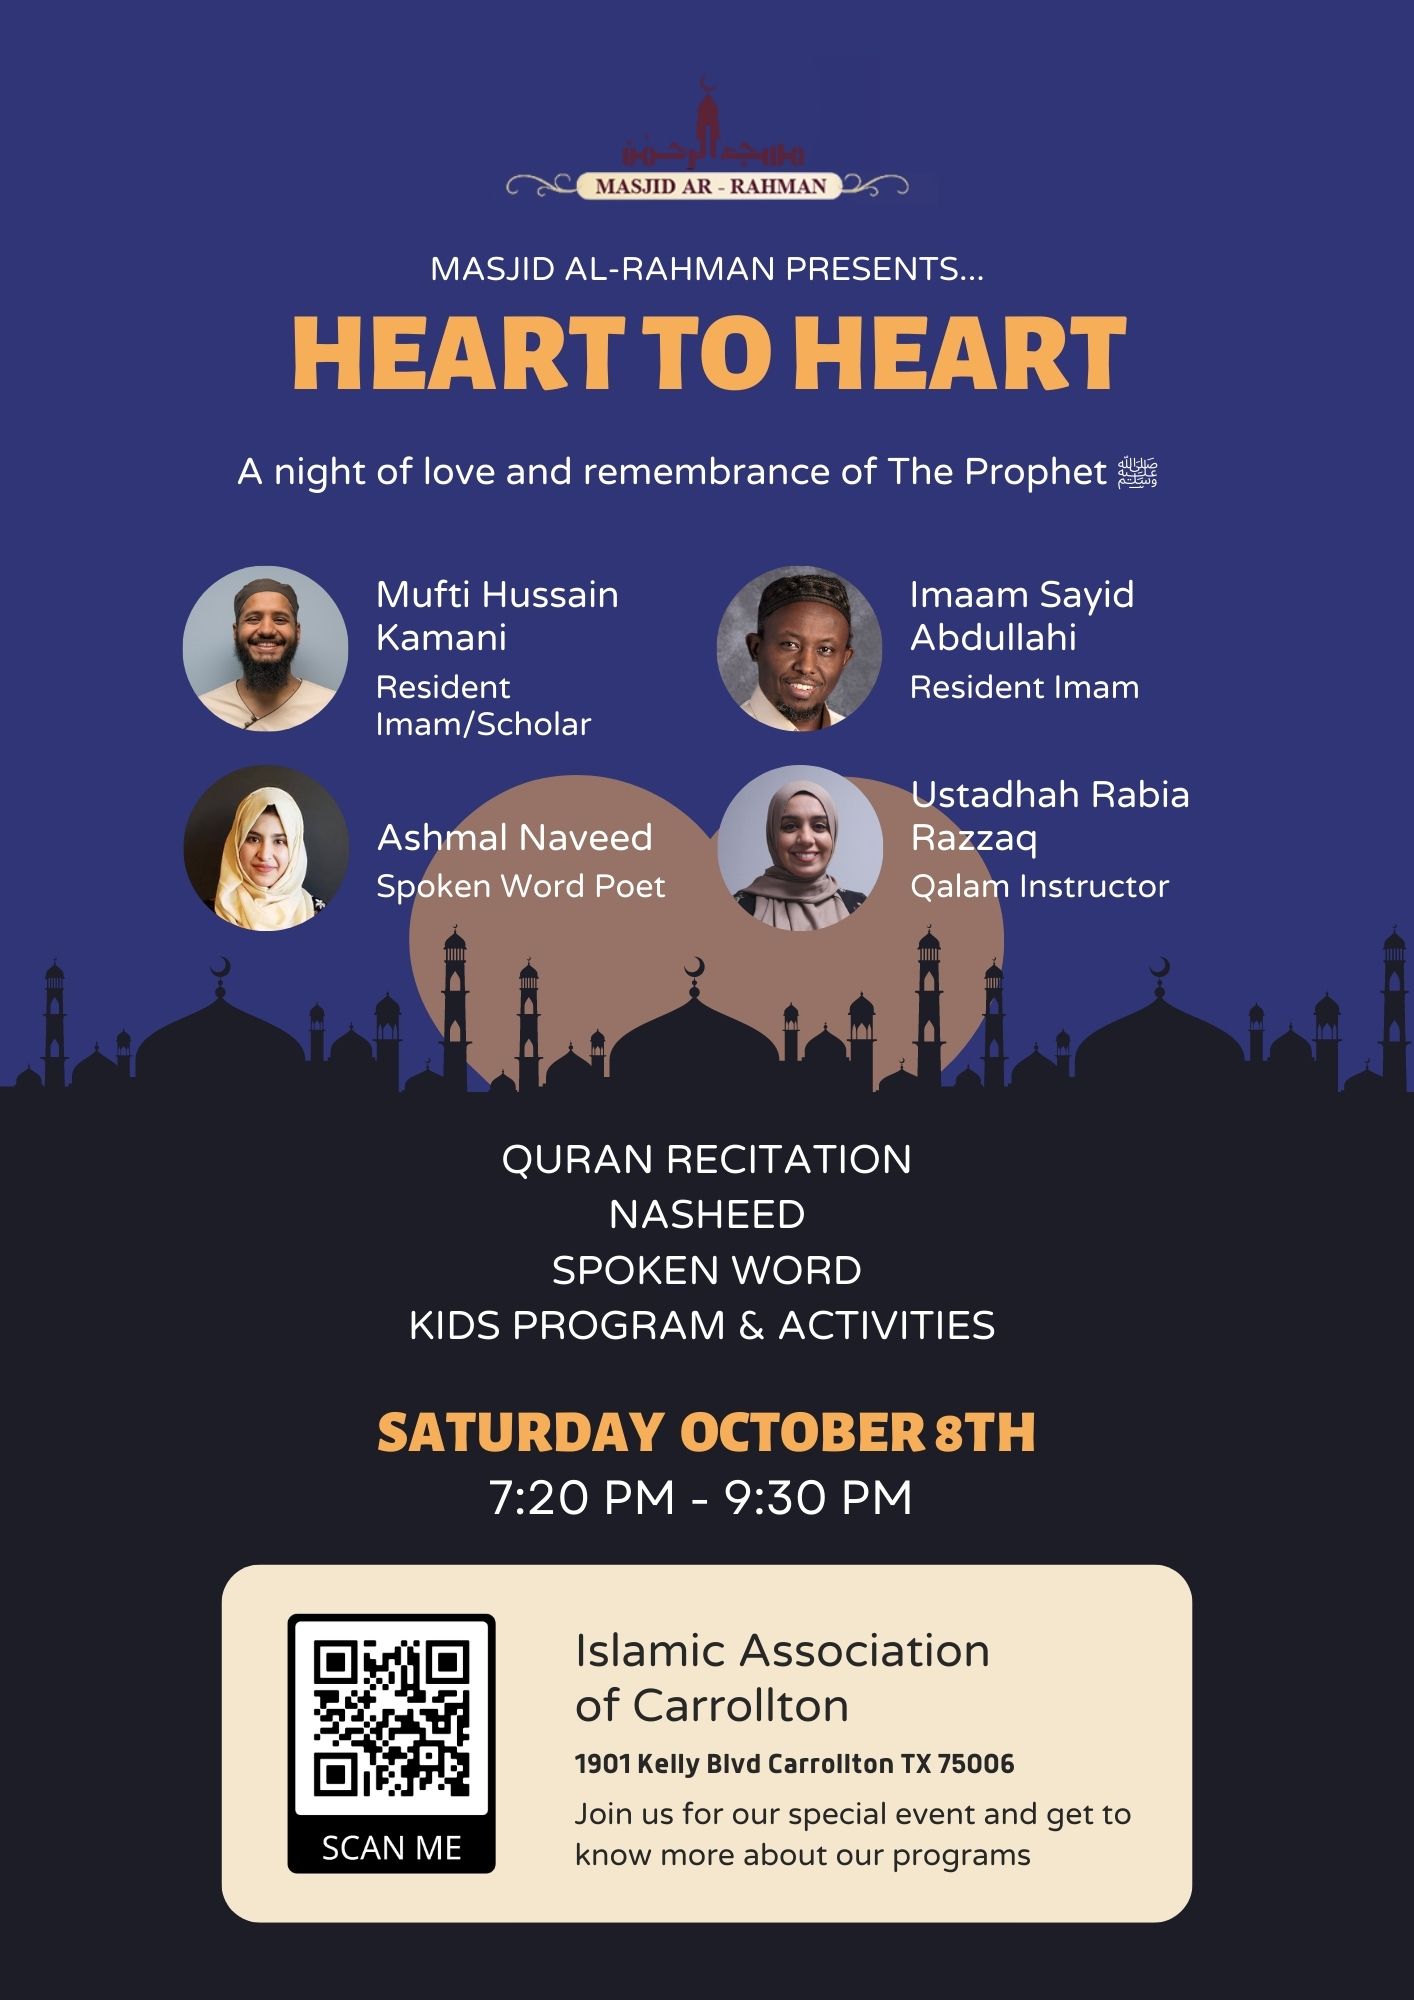 مسجد الرحمن
MASJID AR - RAHMAN
MASJID AL-RAHMAN PRESENTS...
HEART TO HEART
A night of love and remembrance of The Prophet ﷺ
Mufti Hussain
Kamani
Resident
Imam/Scholar
Imaam Sayid
Abdullahi
Resident Imam
Ashmal Naveed
Spoken Word Poet
Ustadhah Rabia
Razzaq
Qalam Instructor
QURAN RECITATION
NASHEED
SPOKEN WORD
KIDS PROGRAM & ACTIVITIES
SATURDAY OCTOBER 8TH
7:20 PM - 9:30 PM
SCAN ME
Islamic Association
of Carrollton
1901 Kelly Blvd Carrollton TX 75006
Join us for our special event and get to
know more about our programs